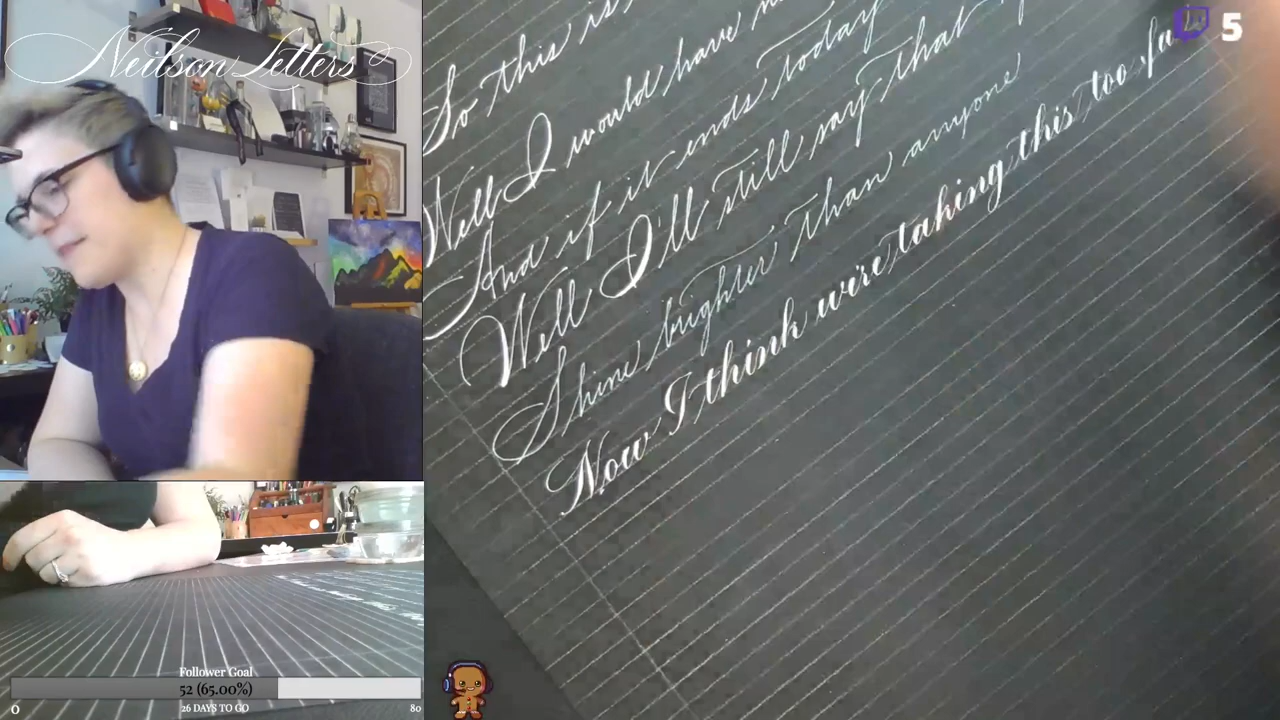 Neilson Letters
5
So this is
Well I would have
And if it ends today
Well I'll still say that
Shine brighter than anyone
Now I think we're taking this too fa
Follower Goal
52 (65.00%)
0
26 DAYS TO GO
80